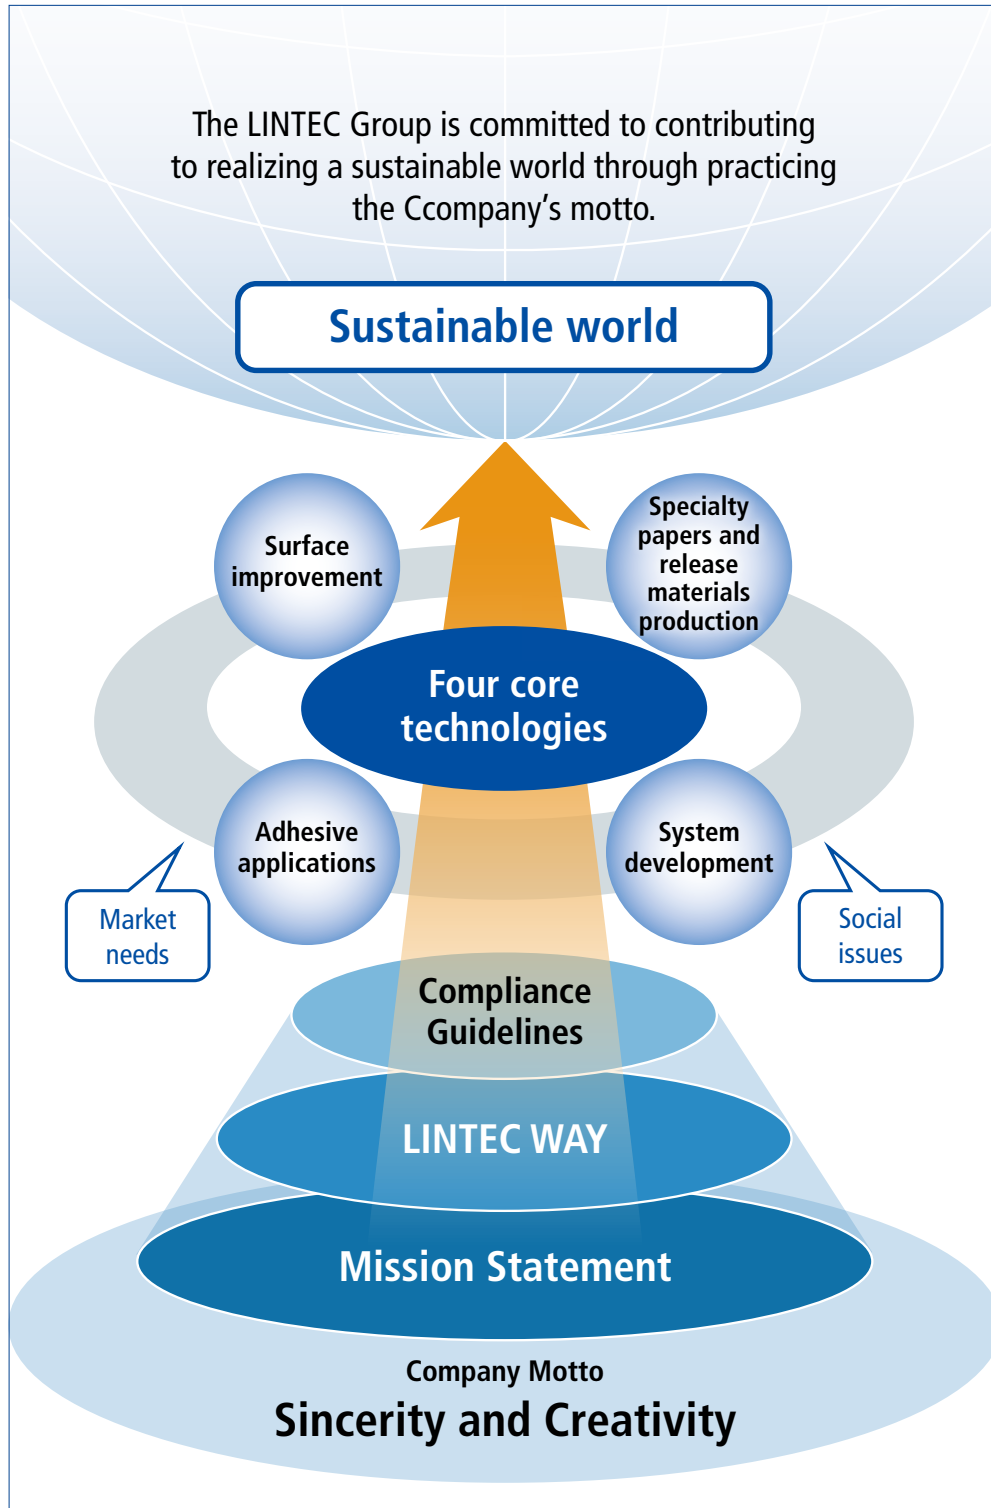 The LINTEC Group is committed to contributing
to realizing a sustainable world through practicing
the Ccompany's motto.
Sustainable world
Surface
improvement
Specialty
papers and
release
materials
production
Four core
technologies
Adhesive
applications
System
development
Market
needs
Social
issues
Compliance
Guidelines
LINTEC WAY
Mission Statement
Company Motto
Sincerity and Creativity